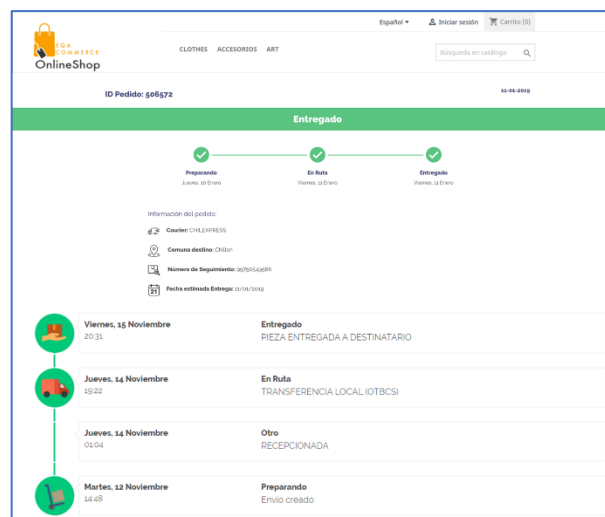 Español
Iniciar sesión
Carrito (0)
EQA
COMMERCE
OnlineShop
CLOTHES ACCESORIOS ART
Búsqueda en catálogo
ID Pedido: 506572
11-01-2019
Entregado
Preparando
Jueves, 10 Enero
En Ruta
Viernes, 11 Enero
Entregado
Viernes, 11 Enero
Información del pedido:
Courier: CHILEXPRESS
Comuna destino: Chillan
Número de Seguimiento:
Fecha estimada Entrega: 11/01/2019
Viernes, 15 Noviembre
20:31
Entregado
PIEZA ENTREGADA A DESTINATARIO
Jueves, 14 Noviembre
19:22
En Ruta
TRANSFERENCIA LOCAL (OTBCS)
Jueves, 14 Noviembre
01:04
Otro
RECEPCIONADA
Martes, 12 Noviembre
14:48
Preparando
Envio creado